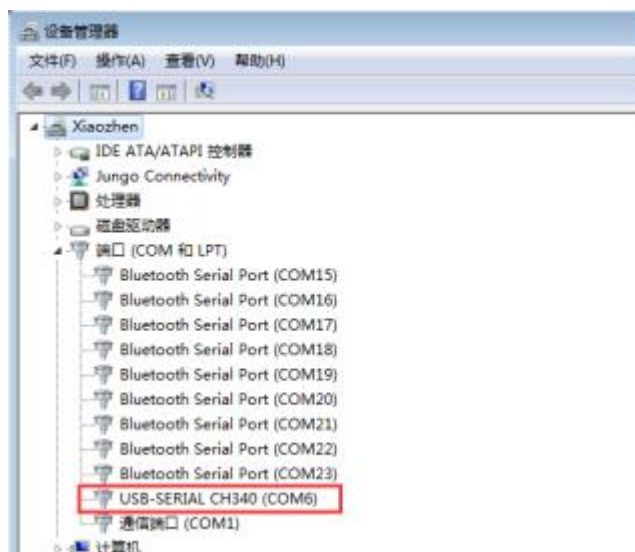 设备管理器
文件(F) 操作(A) 查看(V) 帮助(H)
Xiaozhen
IDE ATA/ATAPI 控制器
Jungo Connectivity
处理器
磁盘驱动器
端口 (COM 和 LPT)
Bluetooth Serial Port (COM15)
Bluetooth Serial Port (COM16)
Bluetooth Serial Port (COM17)
Bluetooth Serial Port (COM18)
Bluetooth Serial Port (COM19)
Bluetooth Serial Port (COM20)
Bluetooth Serial Port (COM21)
Bluetooth Serial Port (COM22)
Bluetooth Serial Port (COM23)
USB-SERIAL CH340 (COM6)
通信端口 (COM1)
计算机